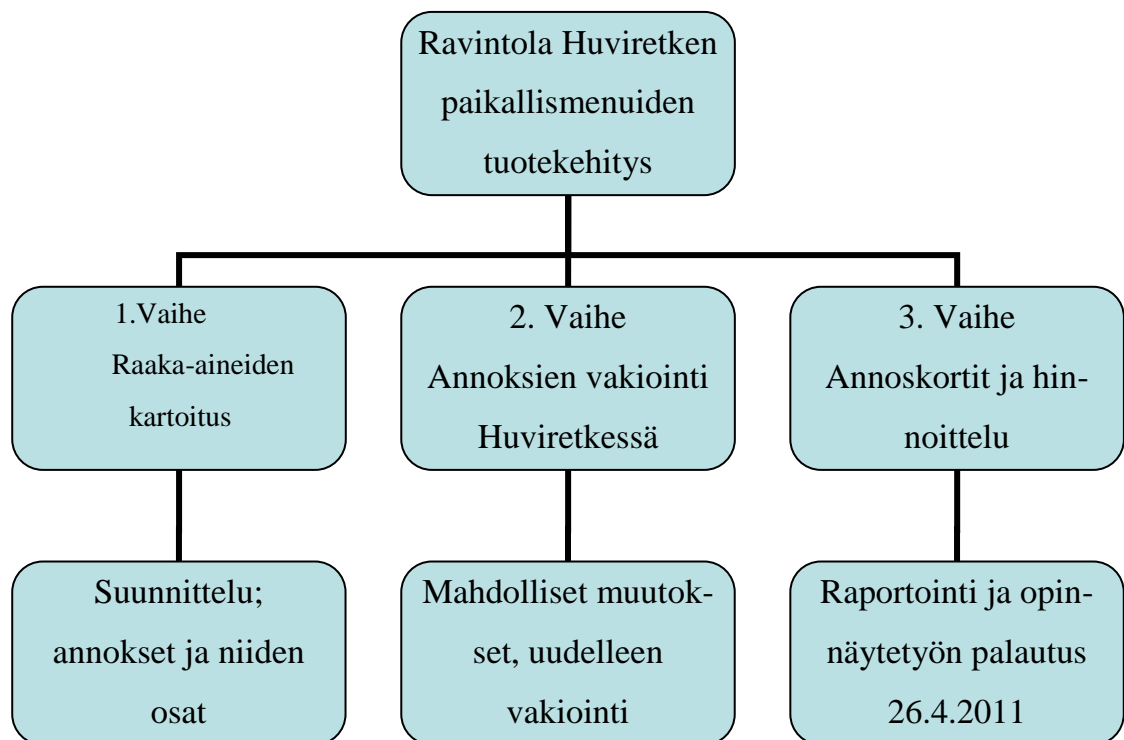 Ravintola Huviretken
paikallismenuiden
tuotekehitys
1.Vaihe
Raaka-aineiden
kartoitus
2. Vaihe
Annoksien vakiointi
Huviretkessä
3. Vaihe
Annoskortit ja hin-
noittelu
Suunnittelu;
annokset ja niiden
osat
Mahdolliset muutok-
set, uudelleen
vakiointi
Raportointi ja opin-
näytetyön palautus
26.4.2011